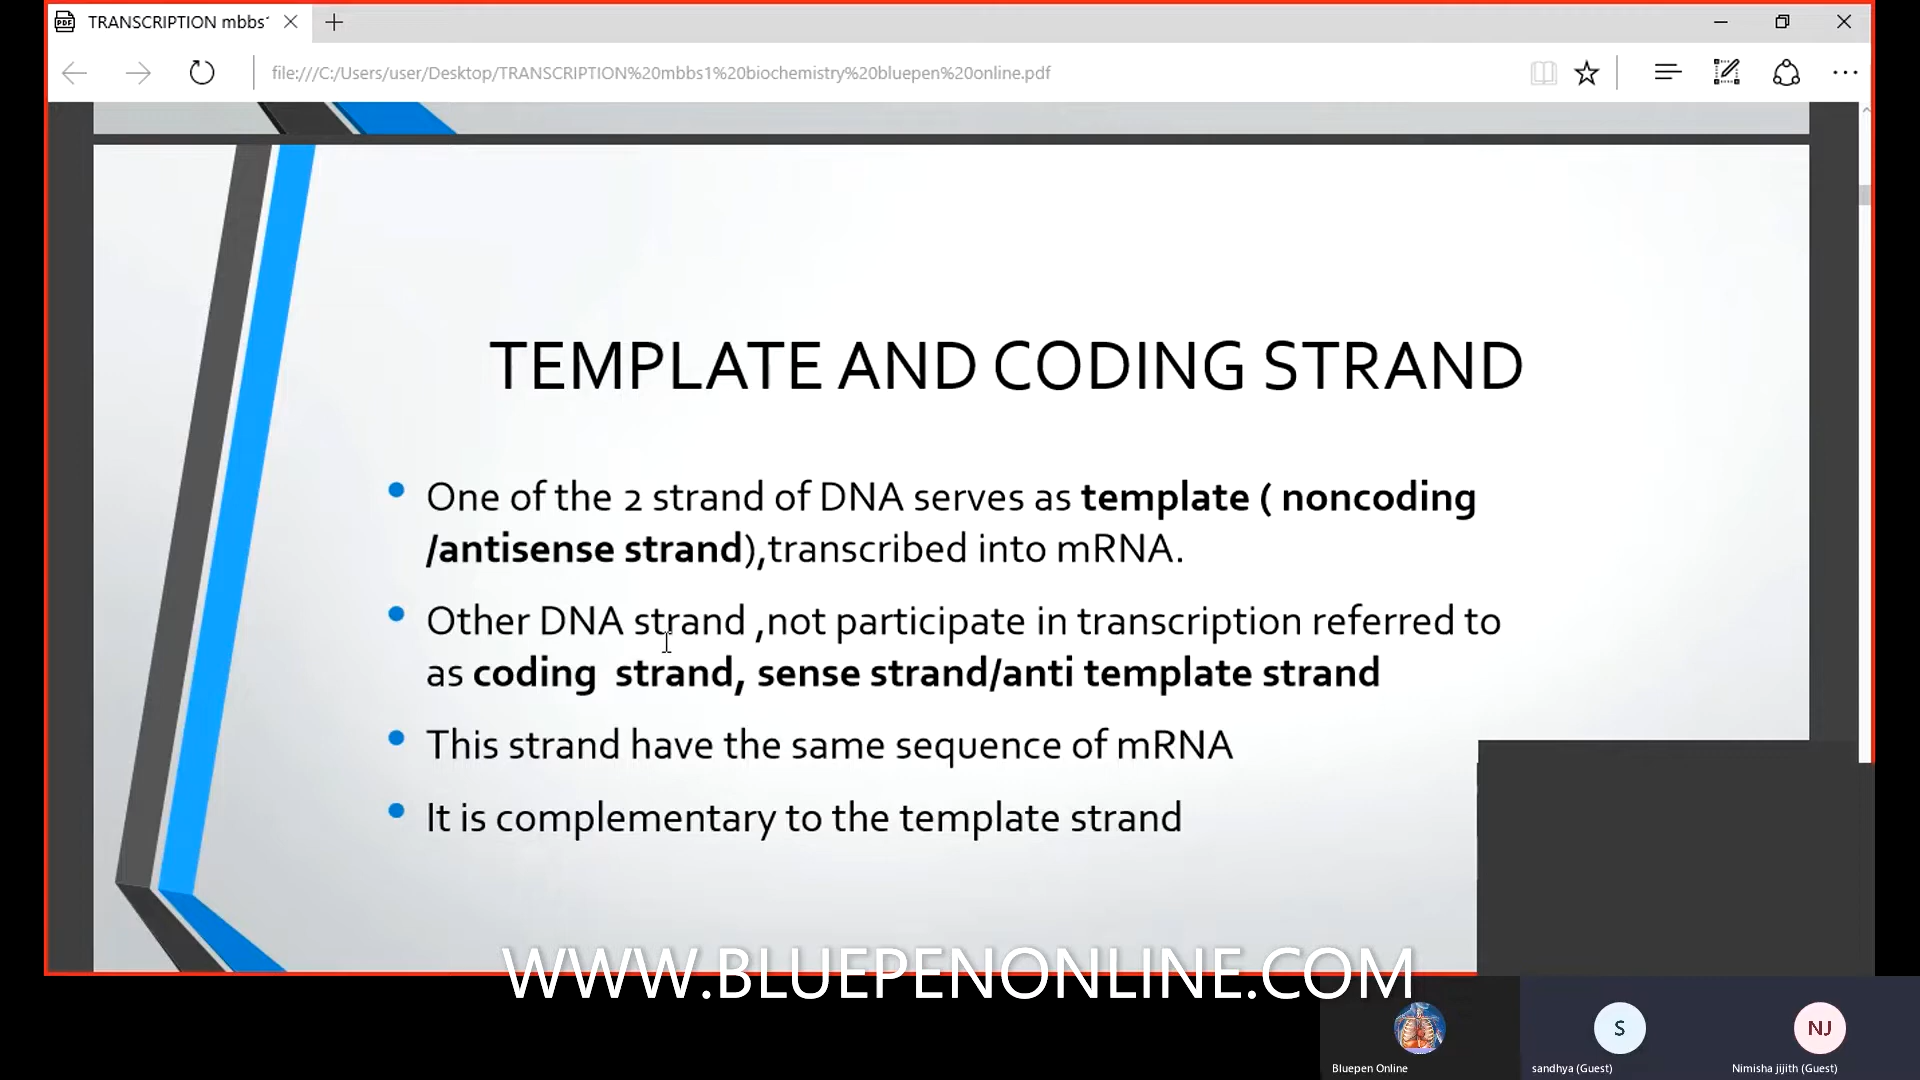 TRANSCRIPTION mbbs1
file:///C:/Users/user/Desktop/TRANSCRIPTION%20mbbs1%20biochemistry%20bluepen%20online.pdf
TEMPLATE AND CODING STRAND
One of the 2 strand of DNA serves as template ( noncoding
/antisense strand),transcribed into mRNA.
Other DNA strand ,not participate in transcription referred to
as coding strand, sense strand/anti template strand
This strand have the same sequence of mRNA
It is complementary to the template strand
WWW.BLUEPENONLINE.COM
S
NJ
Bluepen Online
sandhya (Guest)
Nimisha jijith (Guest)